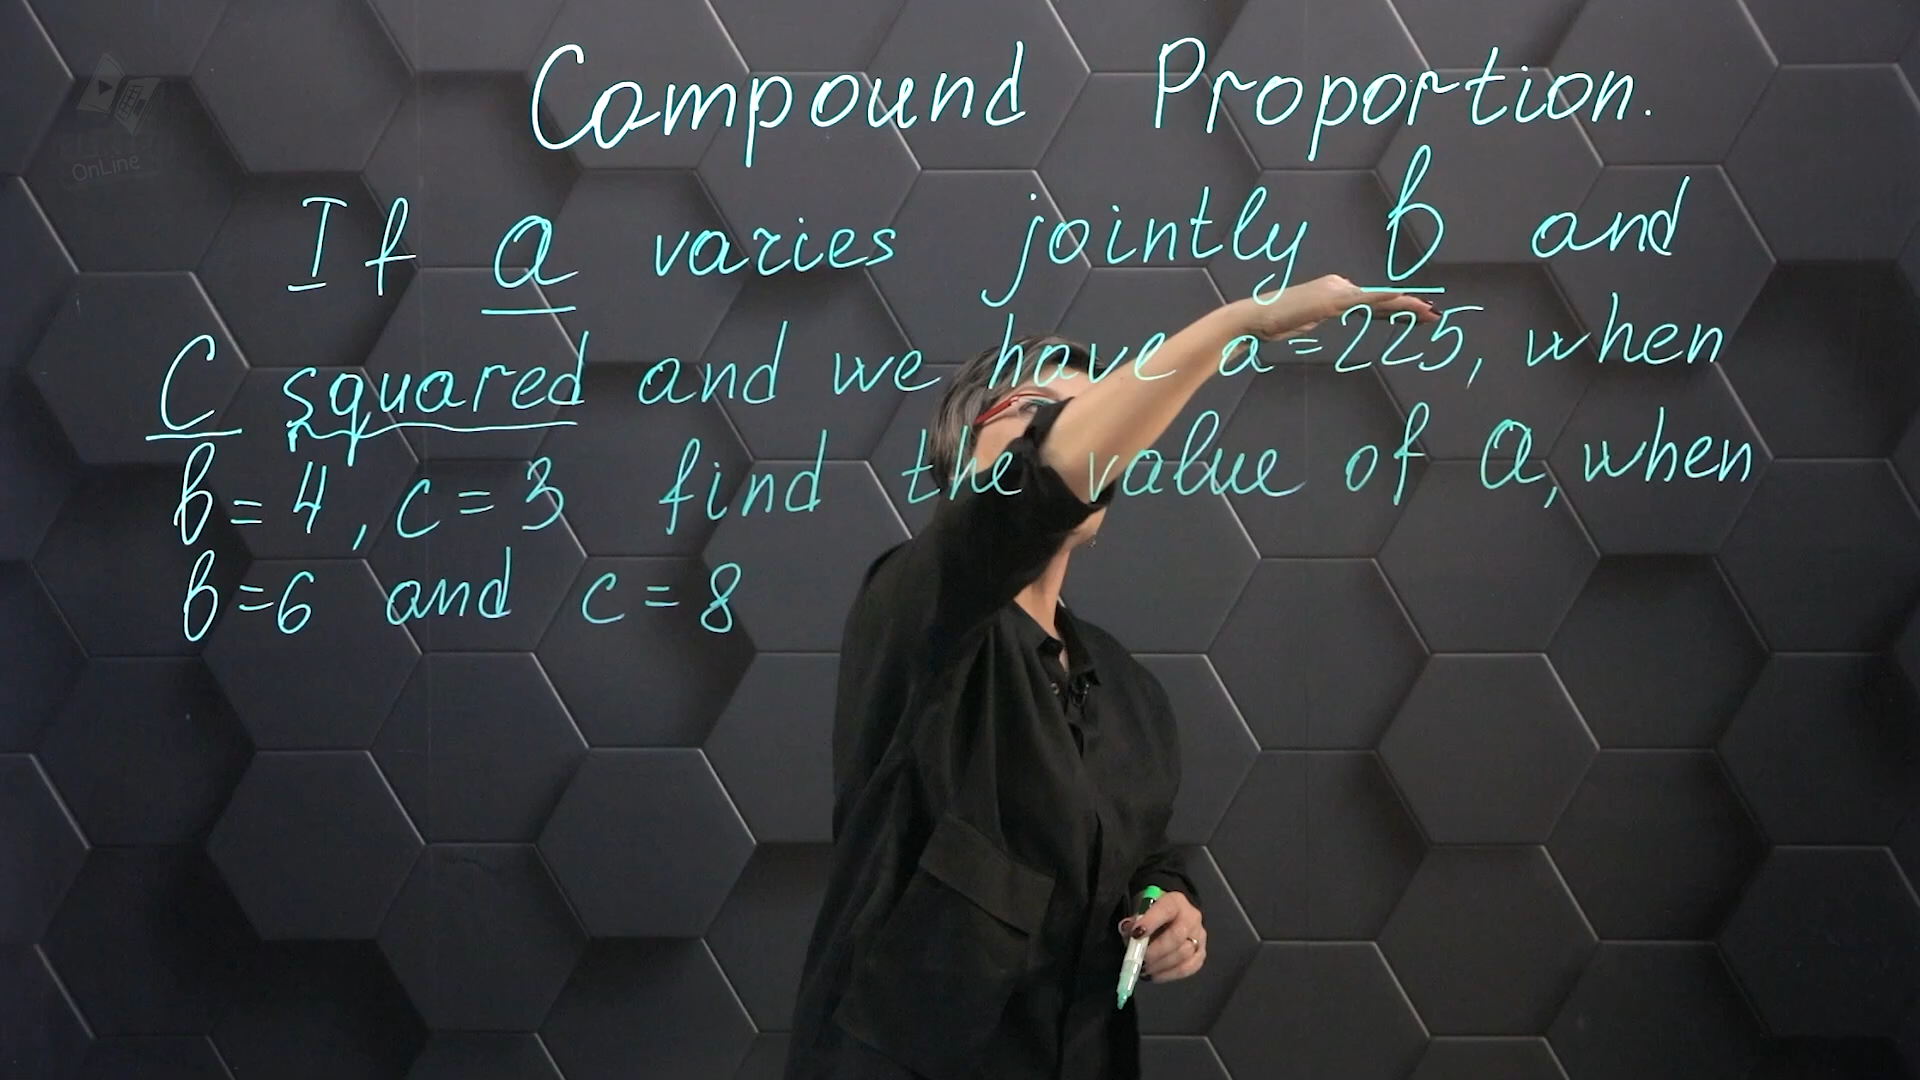 Compound Proportion.
If a varies jointly b and
C squared and we have a=225, when
b=4, c=3 find the value of a, when
b=6 and c=8
OnLine